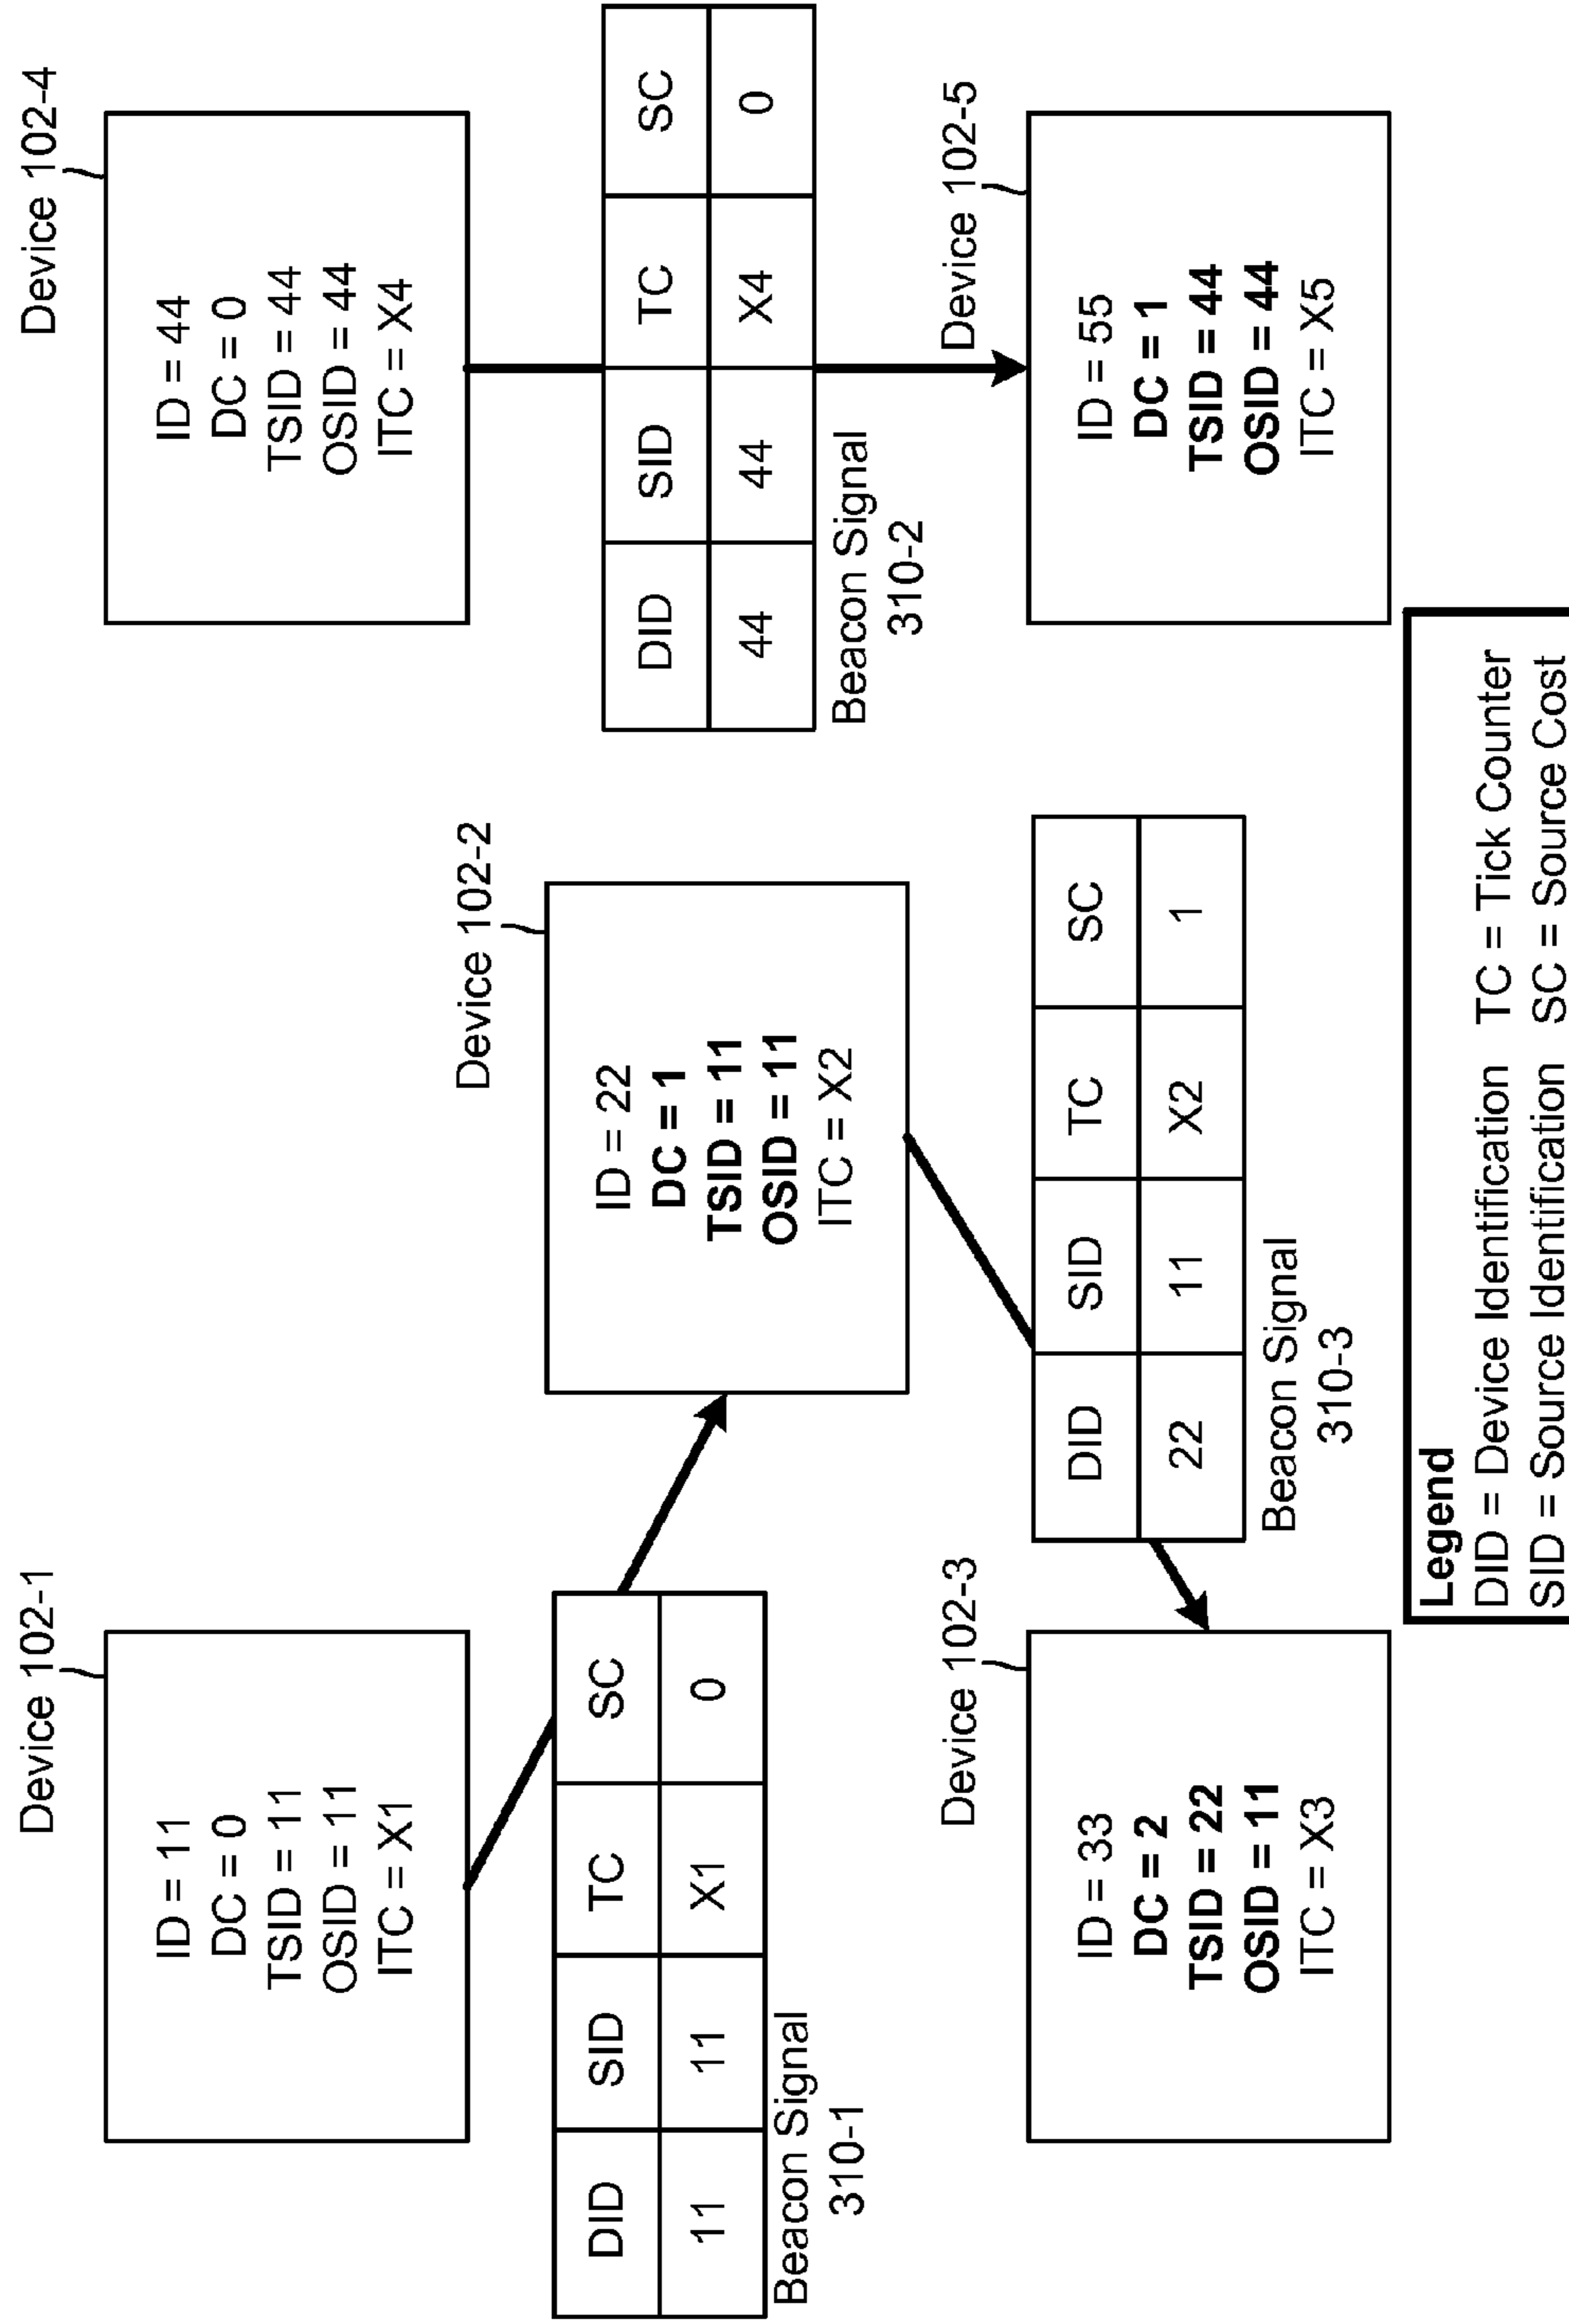 Device 102-1
ID = 11
DC = 0
TSID = 11
OSID = 11
ITC = X1
DID SID TC SC
11 11 X1 0
Beacon Signal
310-1
Device 102-2
ID = 22
DC = 1
TSID = 11
OSID = 11
ITC = X2
DID SID TC SC
22 11 X2 1
Beacon Signal
310-3
Device 102-3
ID = 33
DC = 2
TSID = 22
OSID = 11
ITC = X3
Device 102-4
ID = 44
DC = 0
TSID = 44
OSID = 44
ITC = X4
DID SID TC SC
44 44 X4 0
Beacon Signal
310-2
Device 102-5
ID = 55
DC = 1
TSID = 44
OSID = 44
ITC = X5
Legend
DID = Device Identification TC = Tick Counter
SID = Source Identification SC = Source Cost